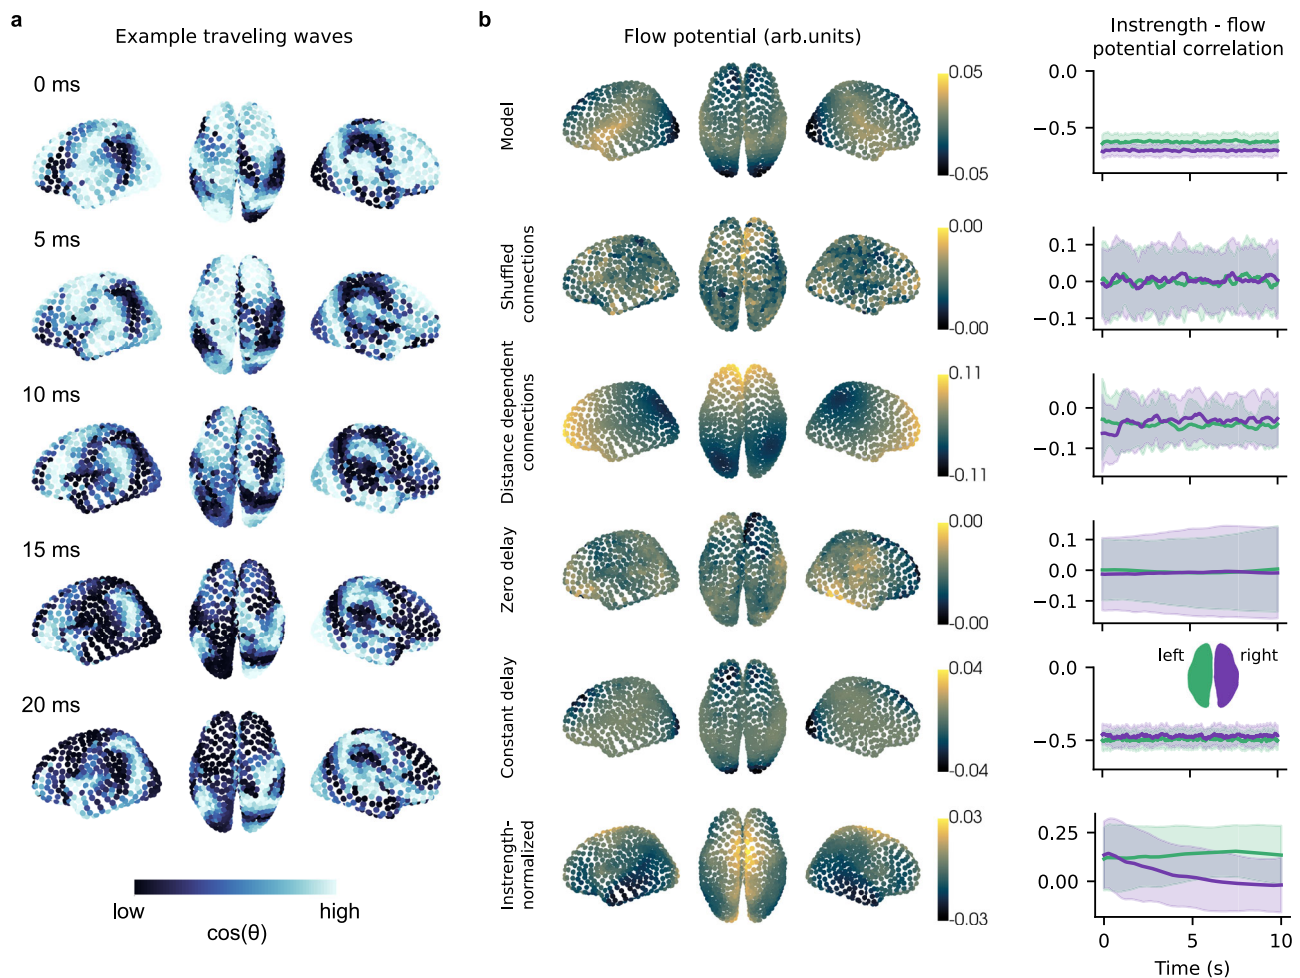 a
Example traveling waves
0 ms
5 ms
10 ms
15 ms
20 ms
low
high
cos(θ)
b
Flow potential (arb.units)
Instrength - flow
potential correlation
Model
0.05
-0.05
0.0
−0.5
Shuffled
connections
0.00
-0.00
0.1
0.0
−0.1
Distance dependent
connections
0.11
-0.11
0.0
−0.1
Zero delay
0.00
-0.00
0.1
0.0
−0.1
Constant delay
0.04
-0.04
left
right
0.0
−0.5
Instrength-
normalized
0.03
-0.03
0.25
0.00
0
5
10
Time (s)